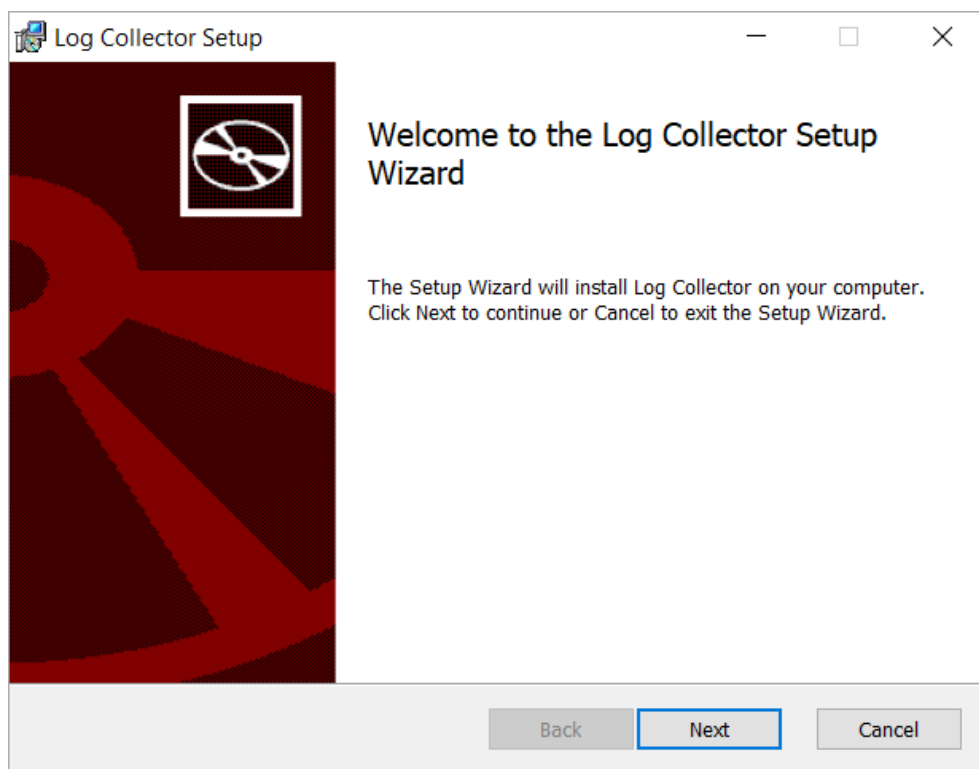 Log Collector Setup
Welcome to the Log Collector Setup
Wizard
The Setup Wizard will install Log Collector on your computer.
Click Next to continue or Cancel to exit the Setup Wizard.
Back
Next
Cancel